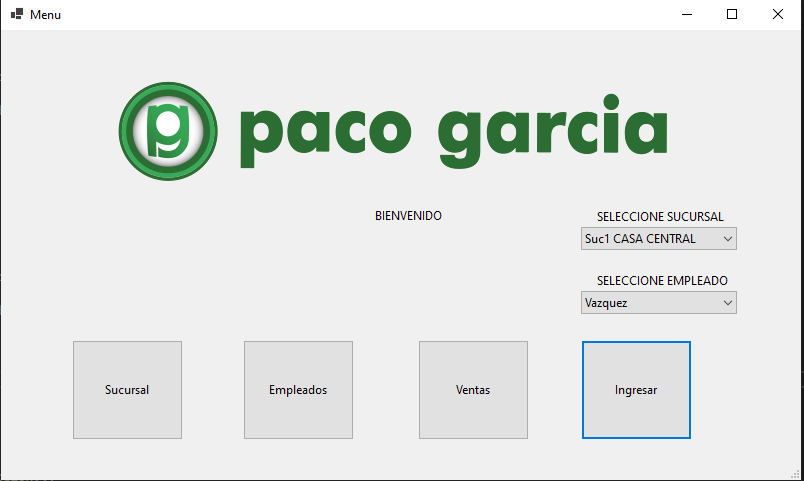 Menu
pg paco garcia
BIENVENIDO
SELECCIONE SUCURSAL
Suc1 CASA CENTRAL
SELECCIONE EMPLEADO
Vazquez
Sucursal
Empleados
Ventas
Ingresar